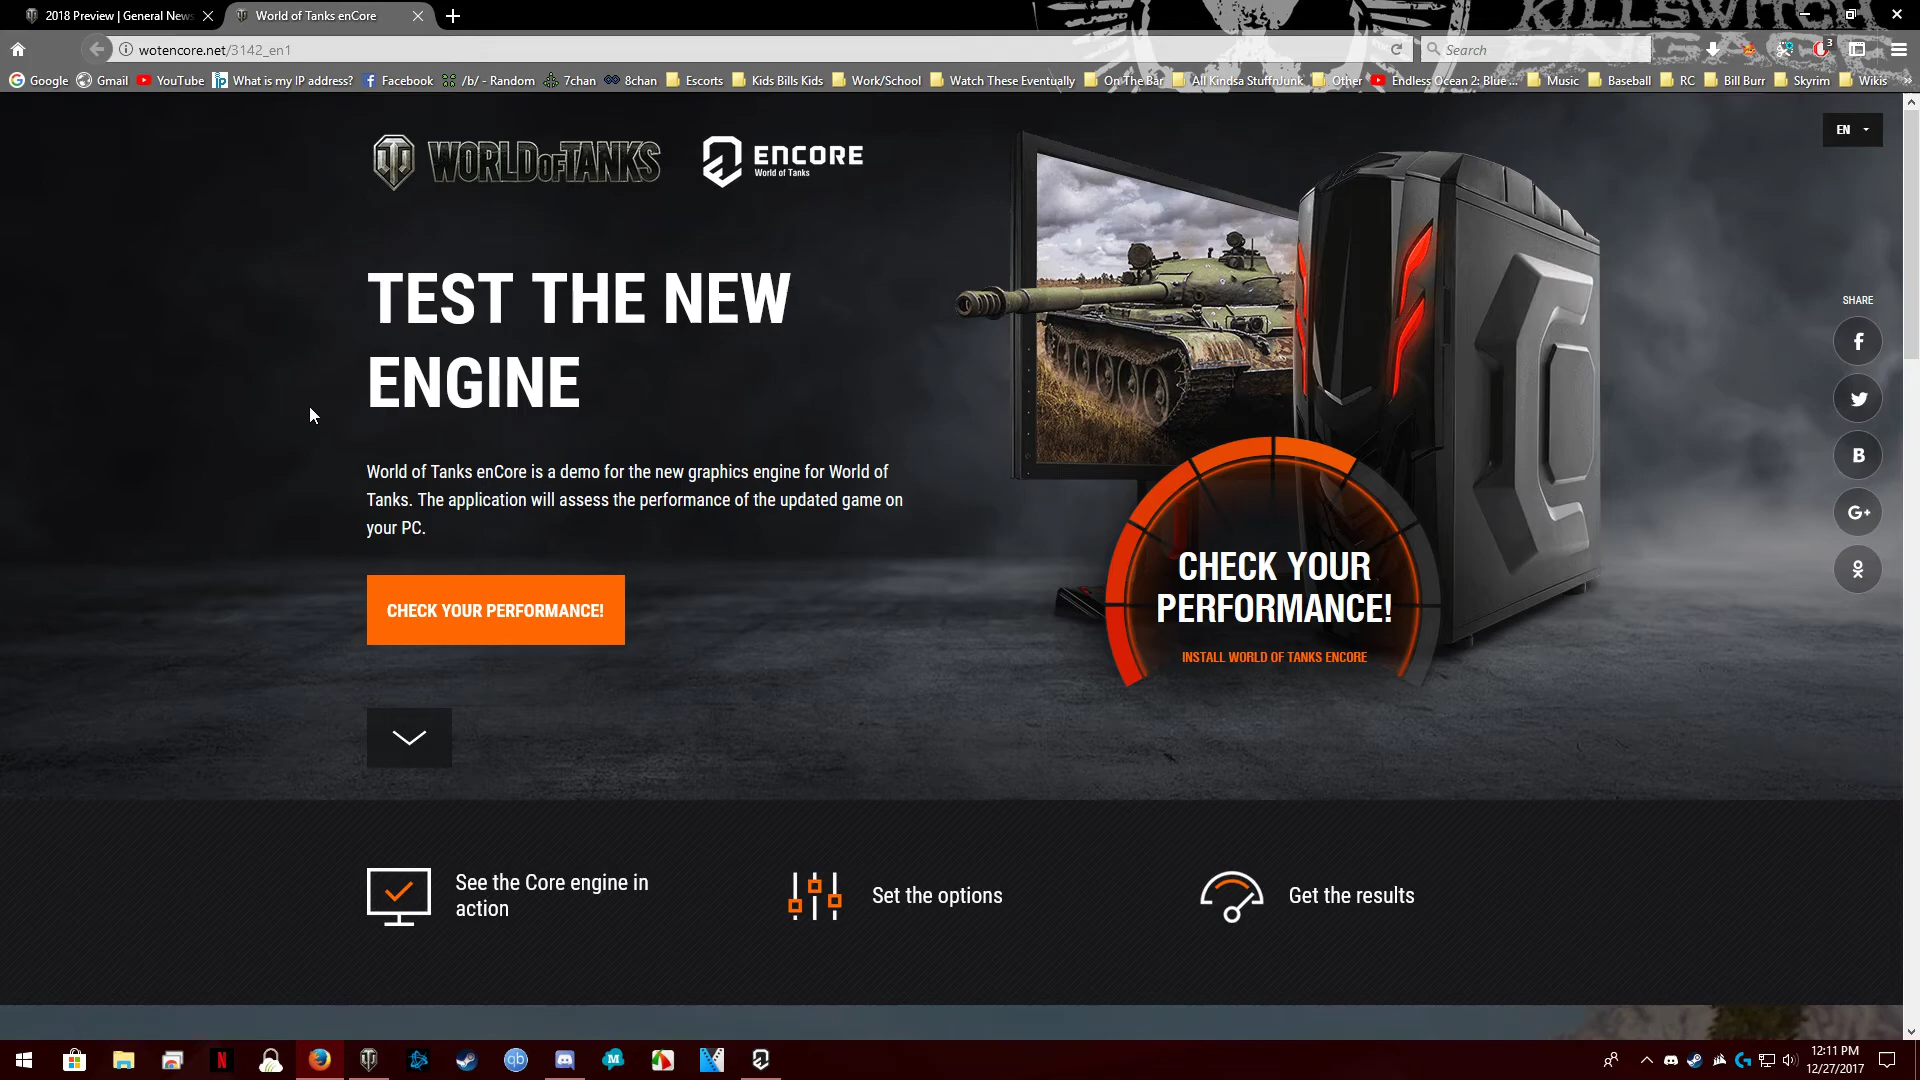 2018 Preview | General News
World of Tanks enCore
KILLSWITCH
ENGAGE
wotencore.net/3142_en1
Search
3
Google Gmail YouTube What is my IP address? Facebook /b/ - Random 7chan 8chan Escorts Kids Bills Kids Work/School Watch These Eventually On The Bar All Kindsa StuffnJunk Other Endless Ocean 2: Blue ... Music Baseball RC Bill Burr Skyrim Wikis
WORLD OF TANKS
ENCORE
World of Tanks
EN
TEST THE NEW
ENGINE
SHARE
World of Tanks enCore is a demo for the new graphics engine for World of
Tanks. The application will assess the performance of the updated game on
your PC.
CHECK YOUR PERFORMANCE!
CHECK YOUR
PERFORMANCE!
INSTALL WORLD OF TANKS ENCORE
See the Core engine in
action
Set the options
Get the results
12:11 PM
12/27/2017